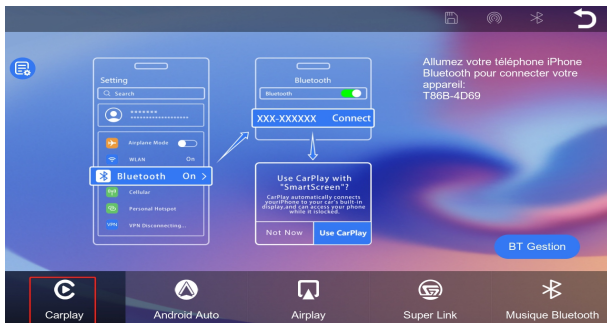 Allumez votre téléphone iPhone
Bluetooth pour connecter votre
appareil:
T86B-4D69
Setting
Search
*******
******************
Airplane Mode
WLAN On
Bluetooth On >
Cellular
Personal Hotspot
VPN VPN Disconnecting...
Bluetooth
Bluetooth
XXX-XXXXXX Connect
Use CarPlay with
"SmartScreen"?
CarPlay automatically connects
youriPhone to your car's built-in
display,and can access your phone
while it islocked.
Not Now Use CarPlay
BT Gestion
Carplay
Android Auto
Airplay
Super Link
Musique Bluetooth